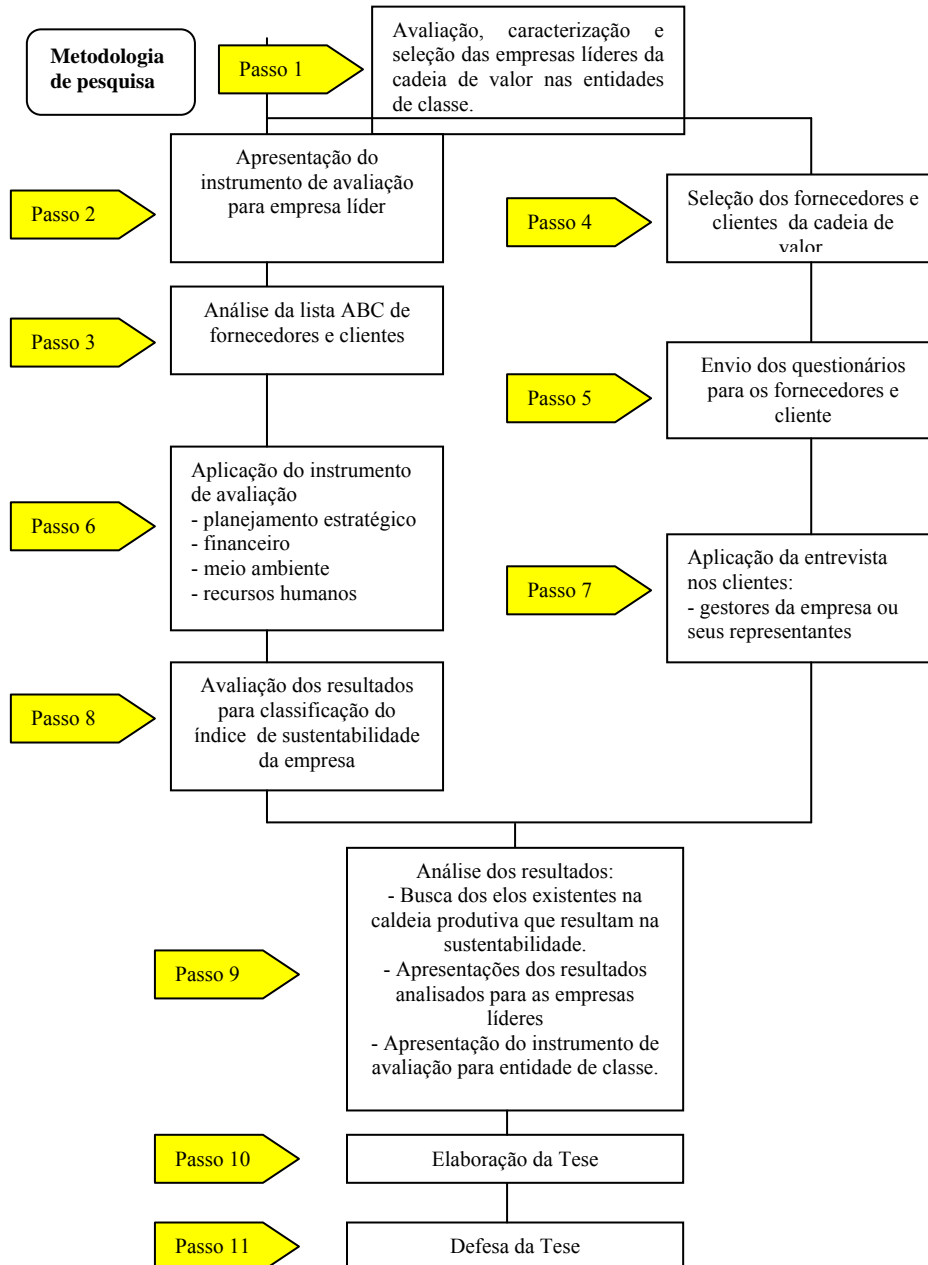 Metodologia
de pesquisa
Passo 1
Avaliação, caracterização e
seleção das empresas líderes da
cadeia de valor nas entidades
de classe.
Passo 2
Apresentação do
instrumento de avaliação
para empresa líder
Passo 4
Seleção dos fornecedores e
clientes da cadeia de
valor
Passo 3
Análise da lista ABC de
fornecedores e clientes
Passo 5
Envio dos questionários
para os fornecedores e
cliente
Passo 6
Aplicação do instrumento
de avaliação
- planejamento estratégico
- financeiro
- meio ambiente
- recursos humanos
Passo 7
Aplicação da entrevista
nos clientes:
- gestores da empresa ou
seus representantes
Passo 8
Avaliação dos resultados
para classificação do
índice de sustentabilidade
da empresa
Passo 9
Análise dos resultados:
- Busca dos elos existentes na
caldeia produtiva que resultam na
sustentabilidade.
- Apresentações dos resultados
analisados para as empresas
líderes
- Apresentação do instrumento de
avaliação para entidade de classe.
Passo 10
Elaboração da Tese
Passo 11
Defesa da Tese